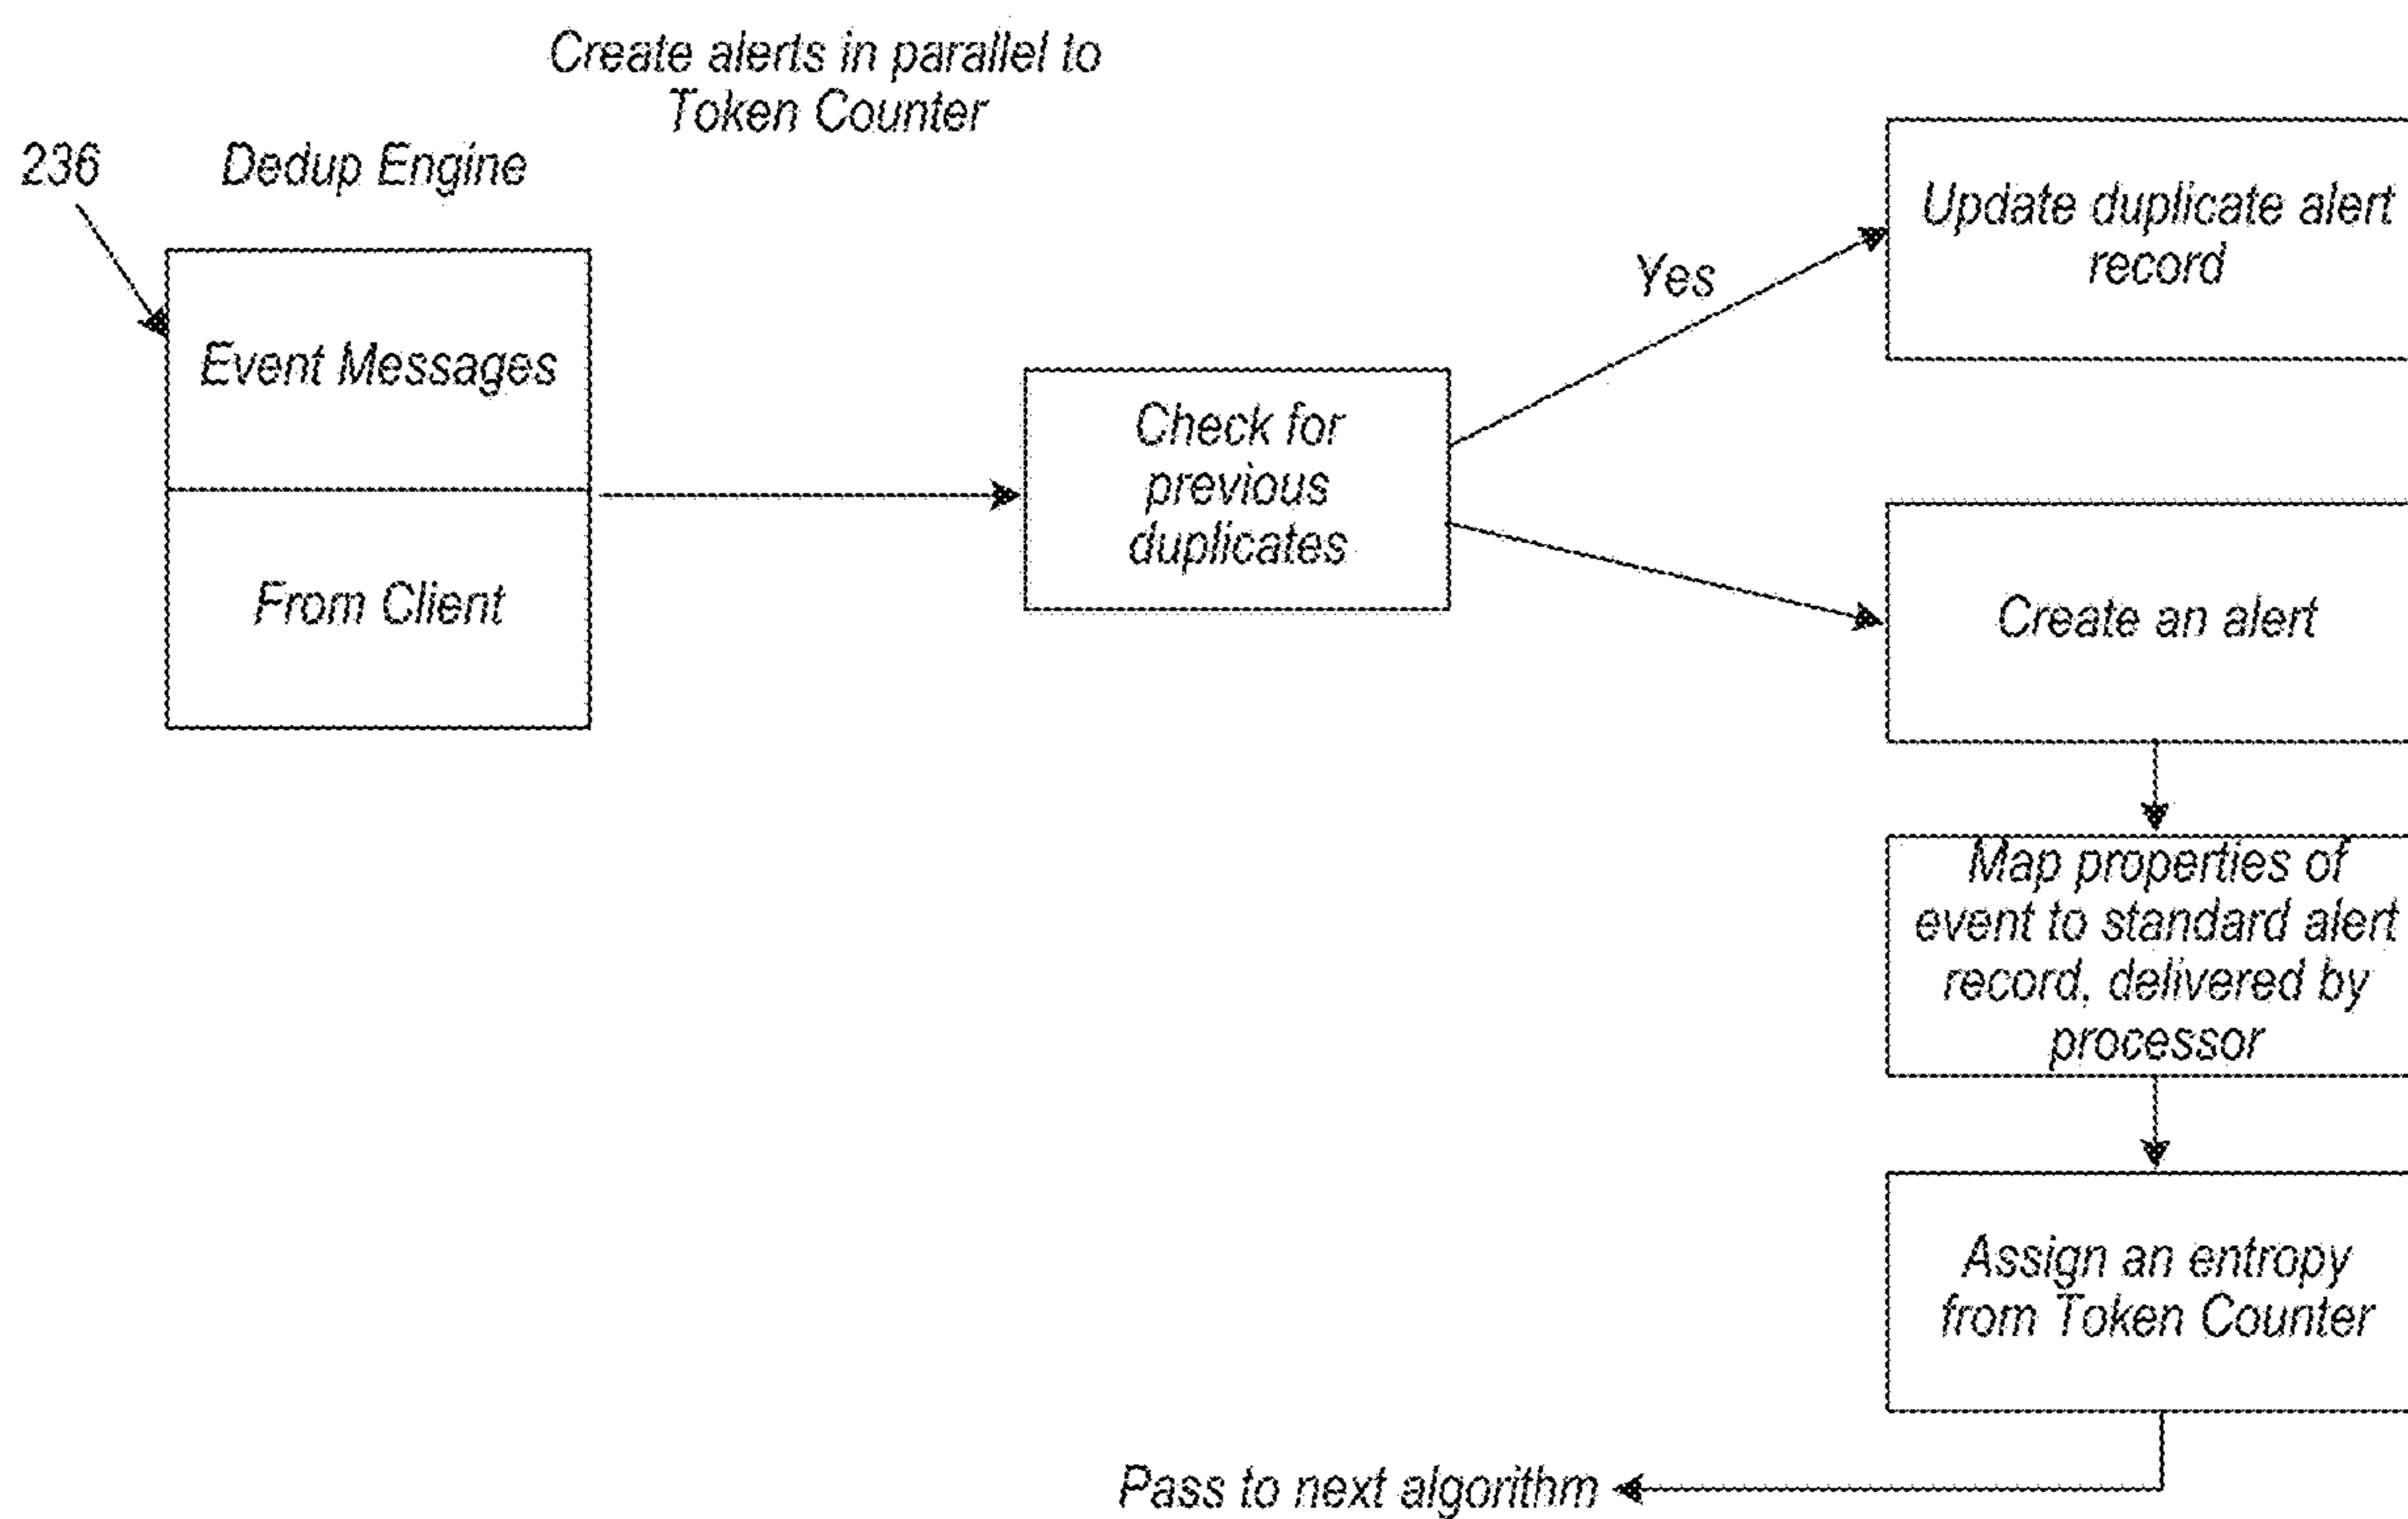 Create alerts in parallel to
Token Counter
236
Dedup Engine
Event Messages
From Client
Check for
previous
duplicates
Yes
Update duplicate alert
record
Create an alert
Map properties of
event to standard alert
record, delivered by
processor
Assign an entropy
from Token Counter
Pass to next algorithm